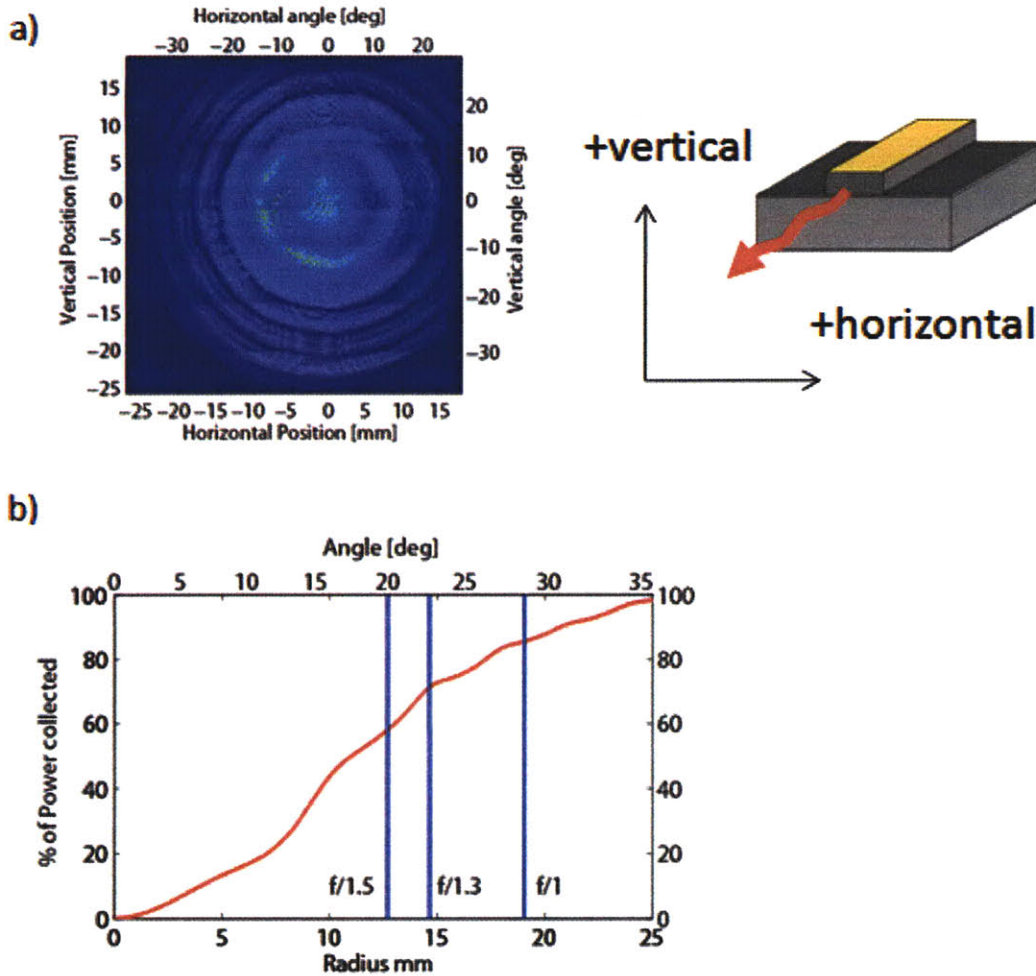 a)
Horizontal angle [deg]
−30 −20 −10 0 10 20
15
10
5
0
−5
−10
−15
−20
−25
Vertical Position [mm]
20
10
0
−10
−20
−30
Vertical angle [deg]
−25 −20 −15 −10 −5 0 5 10 15
Horizontal Position [mm]
+vertical
+horizontal
b)
Angle [deg]
0 5 10 15 20 25 30 35
100
80
60
40
20
0
% of Power collected
100
80
60
40
20
0
f/1.5 f/1.3 f/1
0 5 10 15 20 25
Radius mm